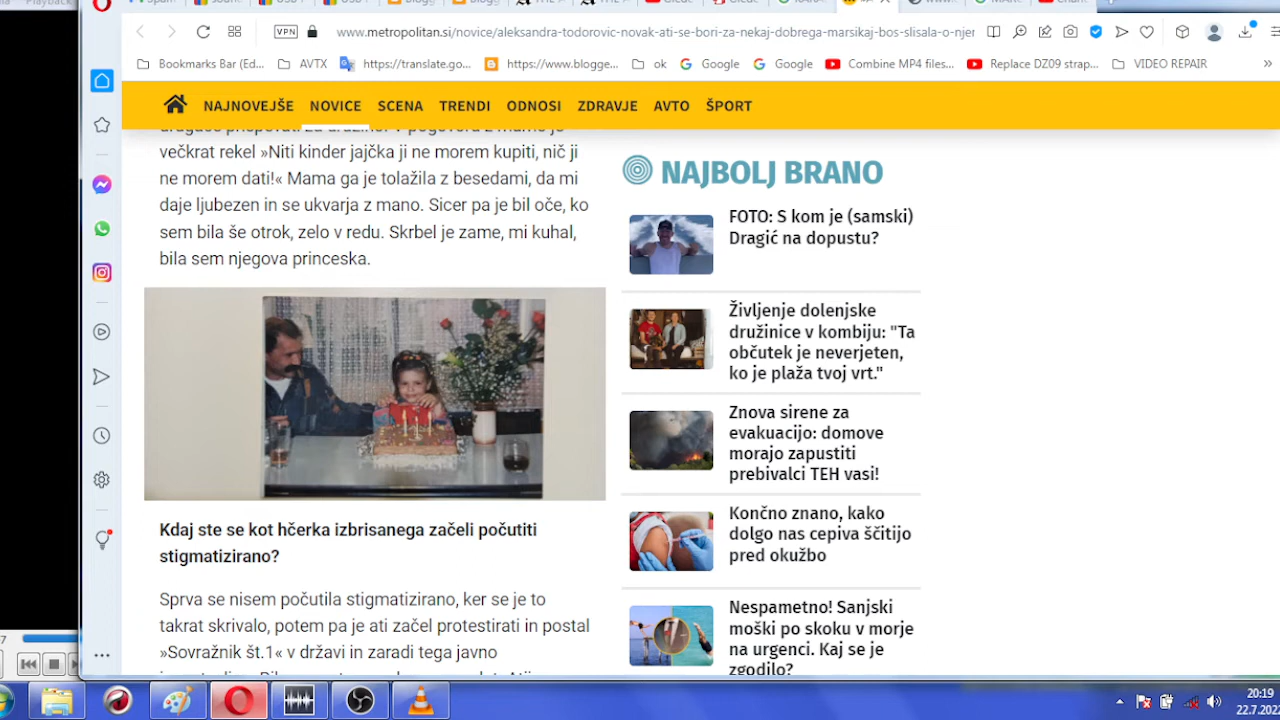 Playback
VPN
www.metropolitan.si/novice/aleksandra-todorovic-novak-ati-se-bori-za-nekaj-dobrega-marsikaj-bos-slisala-o-njer
Bookmarks Bar (Ed...
AVTX
https://translate.go...
https://www.blogge...
ok
Google
Google
Combine MP4 files...
Replace DZ09 strap...
VIDEO REPAIR
»
NAJNOVEJŠE
NOVICE
SCENA
TRENDI
ODNOSI
ZDRAVJE
AVTO
ŠPORT
večkrat rekel »Niti kinder jajčka ji ne morem kupiti, nič ji
ne morem dati!« Mama ga je tolažila z besedami, da mi
daje ljubezen in se ukvarja z mano. Sicer pa je bil oče, ko
sem bila še otrok, zelo v redu. Skrbel je zame, mi kuhal,
bila sem njegova princeska.
Kdaj ste se kot hčerka izbrisanega začeli počutiti
stigmatizirano?
Sprva se nisem počutila stigmatizirano, ker se je to
takrat skrivalo, potem pa je ati začel protestirati in postal
»Sovražnik št.1« v državi in zaradi tega javno
NAJBOLJ BRANO
FOTO: S kom je (samski)
Dragić na dopustu?
Življenje dolenjske
družinice v kombiju: "Ta
občutek je neverjeten,
ko je plaža tvoj vrt."
Znova sirene za
evakuacijo: domove
morajo zapustiti
prebivalci TEH vasi!
Končno znano, kako
dolgo nas cepiva ščitijo
pred okužbo
Nespametno! Sanjski
moški po skoku v morje
na urgenci. Kaj se je
zgodilo?
20:19
22.7.202